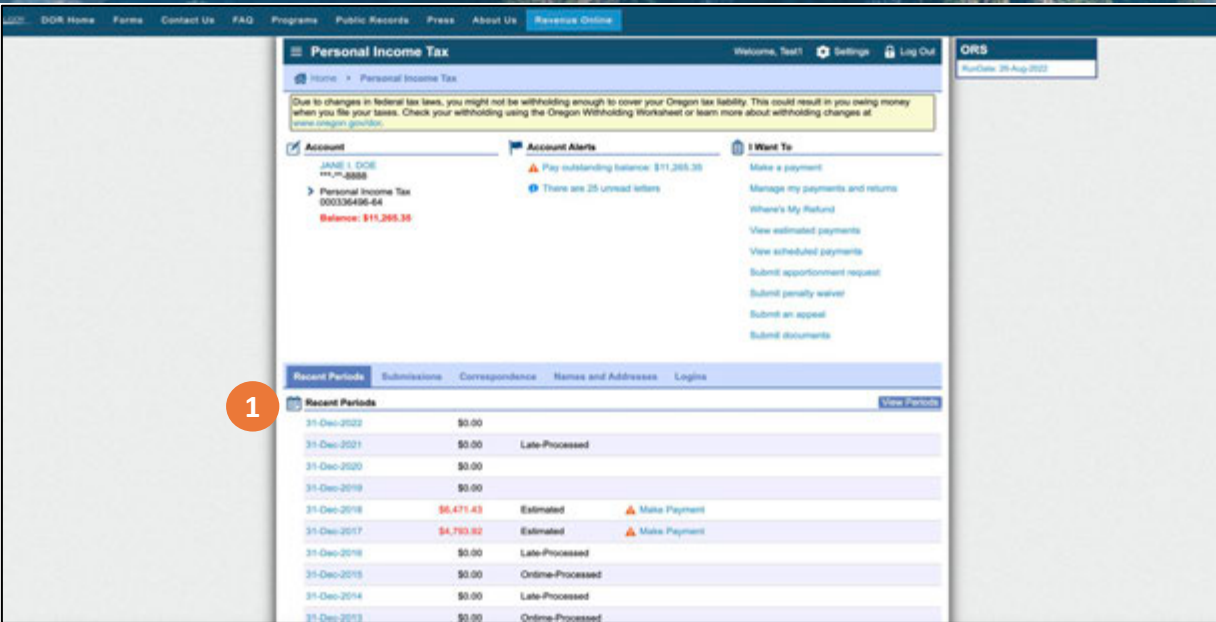 DOR Home Forms Contact Us FAQ Programs Public Records Press About Us Revenue Online
Personal Income Tax Welcome, Test1 Settings Log Out
ORS
RunDate: 26-Aug-2022
Home > Personal Income Tax
Due to changes in federal tax laws, you might not be withholding enough to cover your Oregon tax liability. This could result in you owing money
when you file your taxes. Check your withholding using the Oregon Withholding Worksheet or learn more about withholding changes at
www.oregon.gov/dor.
Account
JANE I. DOE
***-**-8888
Personal Income Tax
000336496-64
Balance: $11,265.35
Account Alerts
Pay outstanding balance: $11,265.35
There are 25 unread letters
I Want To
Make a payment
Manage my payments and returns
Where's My Refund
View estimated payments
View scheduled payments
Submit apportionment request
Submit penalty waiver
Submit an appeal
Submit documents
Recent Periods Submissions Correspondence Names and Addresses Logins
1
Recent Periods View Periods
31-Dec-2022 $0.00
31-Dec-2021 $0.00 Late-Processed
31-Dec-2020 $0.00
31-Dec-2019 $0.00
31-Dec-2018 $6,471.43 Estimated Make Payment
31-Dec-2017 $4,793.92 Estimated Make Payment
31-Dec-2016 $0.00 Late-Processed
31-Dec-2015 $0.00 Ontime-Processed
31-Dec-2014 $0.00 Late-Processed
31-Dec-2013 $0.00 Ontime-Processed